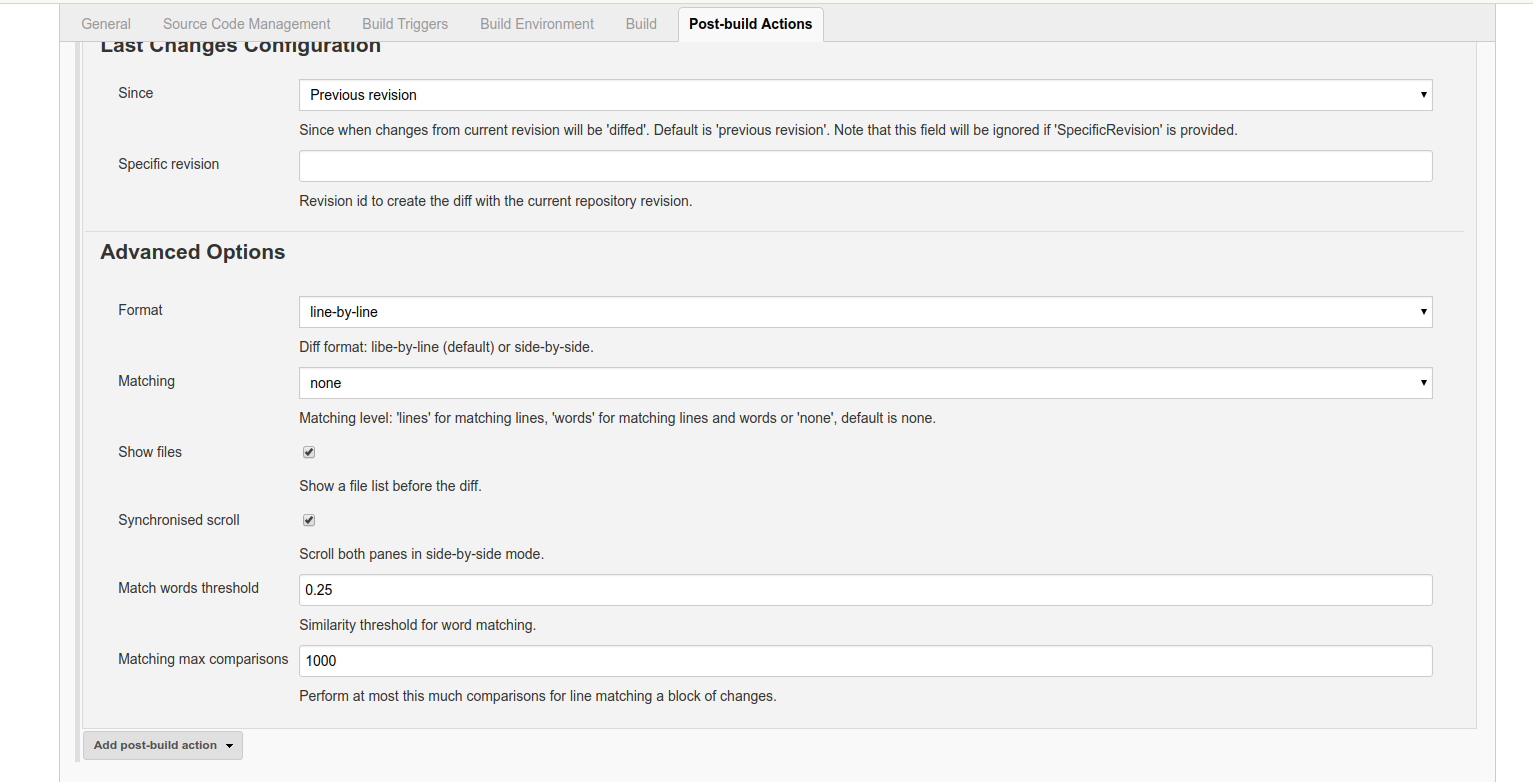 General Source Code Management Build Triggers Build Environment Build Post-build Actions
Last Changes Configuration
Since Previous revision
Since when changes from current revision will be 'diffed'. Default is 'previous revision'. Note that this field will be ignored if 'SpecificRevision' is provided.
Specific revision
Revision id to create the diff with the current repository revision.
Advanced Options
Format line-by-line
Diff format: libe-by-line (default) or side-by-side.
Matching none
Matching level: 'lines' for matching lines, 'words' for matching lines and words or 'none', default is none.
Show files
Show a file list before the diff.
Synchronised scroll
Scroll both panes in side-by-side mode.
Match words threshold 0.25
Similarity threshold for word matching.
Matching max comparisons 1000
Perform at most this much comparisons for line matching a block of changes.
Add post-build action